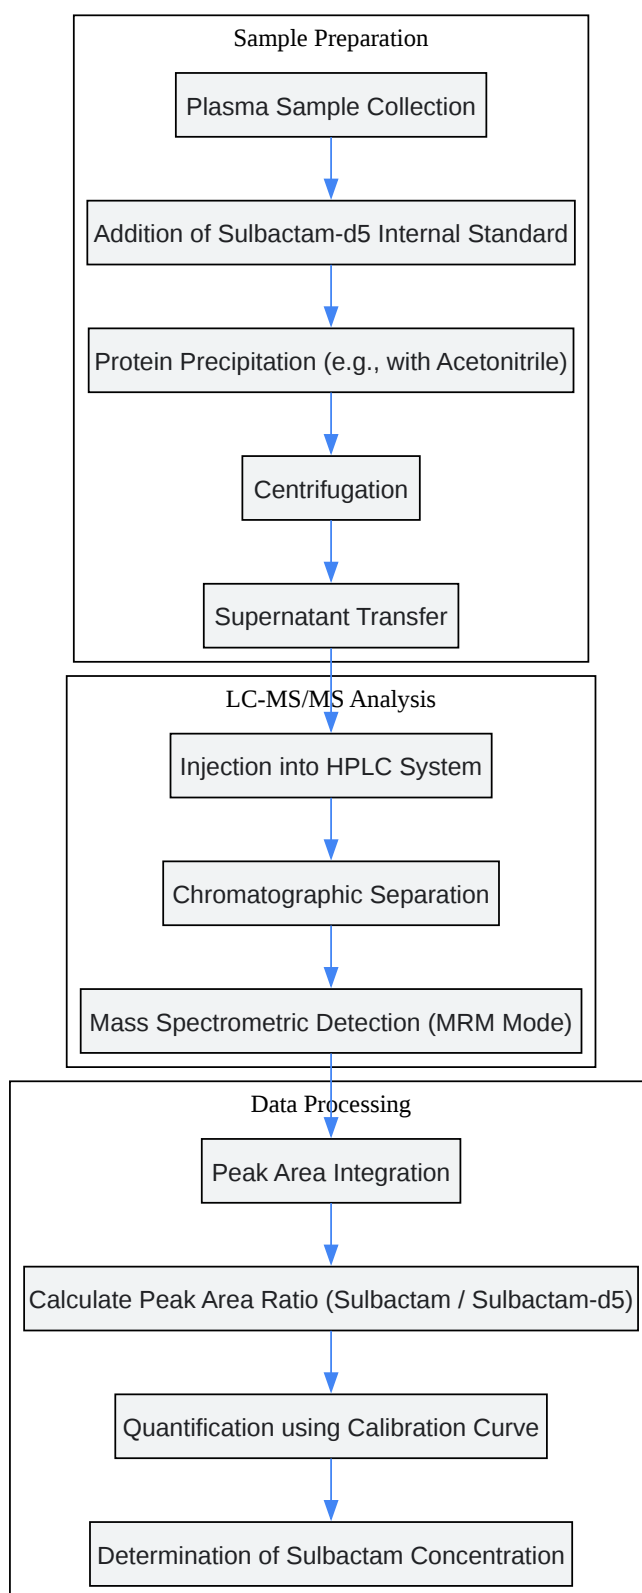 Sample Preparation
Plasma Sample Collection
Addition of Sulbactam-d5 Internal Standard
Protein Precipitation (e.g., with Acetonitrile)
Centrifugation
Supernatant Transfer
LC-MS/MS Analysis
Injection into HPLC System
Chromatographic Separation
Mass Spectrometric Detection (MRM Mode)
Data Processing
Peak Area Integration
Calculate Peak Area Ratio (Sulbactam / Sulbactam-d5)
Quantification using Calibration Curve
Determination of Sulbactam Concentration